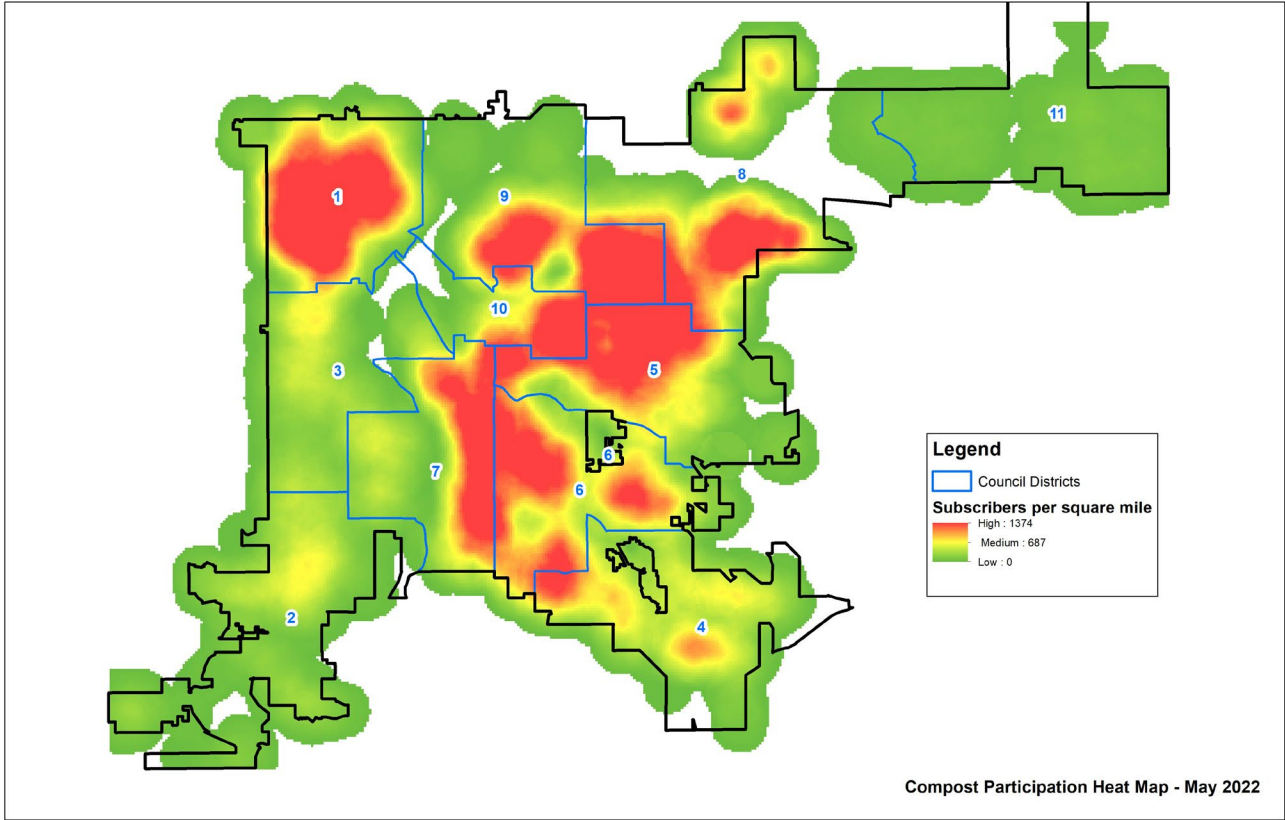 11
8
1
9
10
3
5
6
7
6
2
4
Legend
Council Districts
Subscribers per square mile
High : 1374
Medium : 687
Low : 0
Compost Participation Heat Map - May 2022